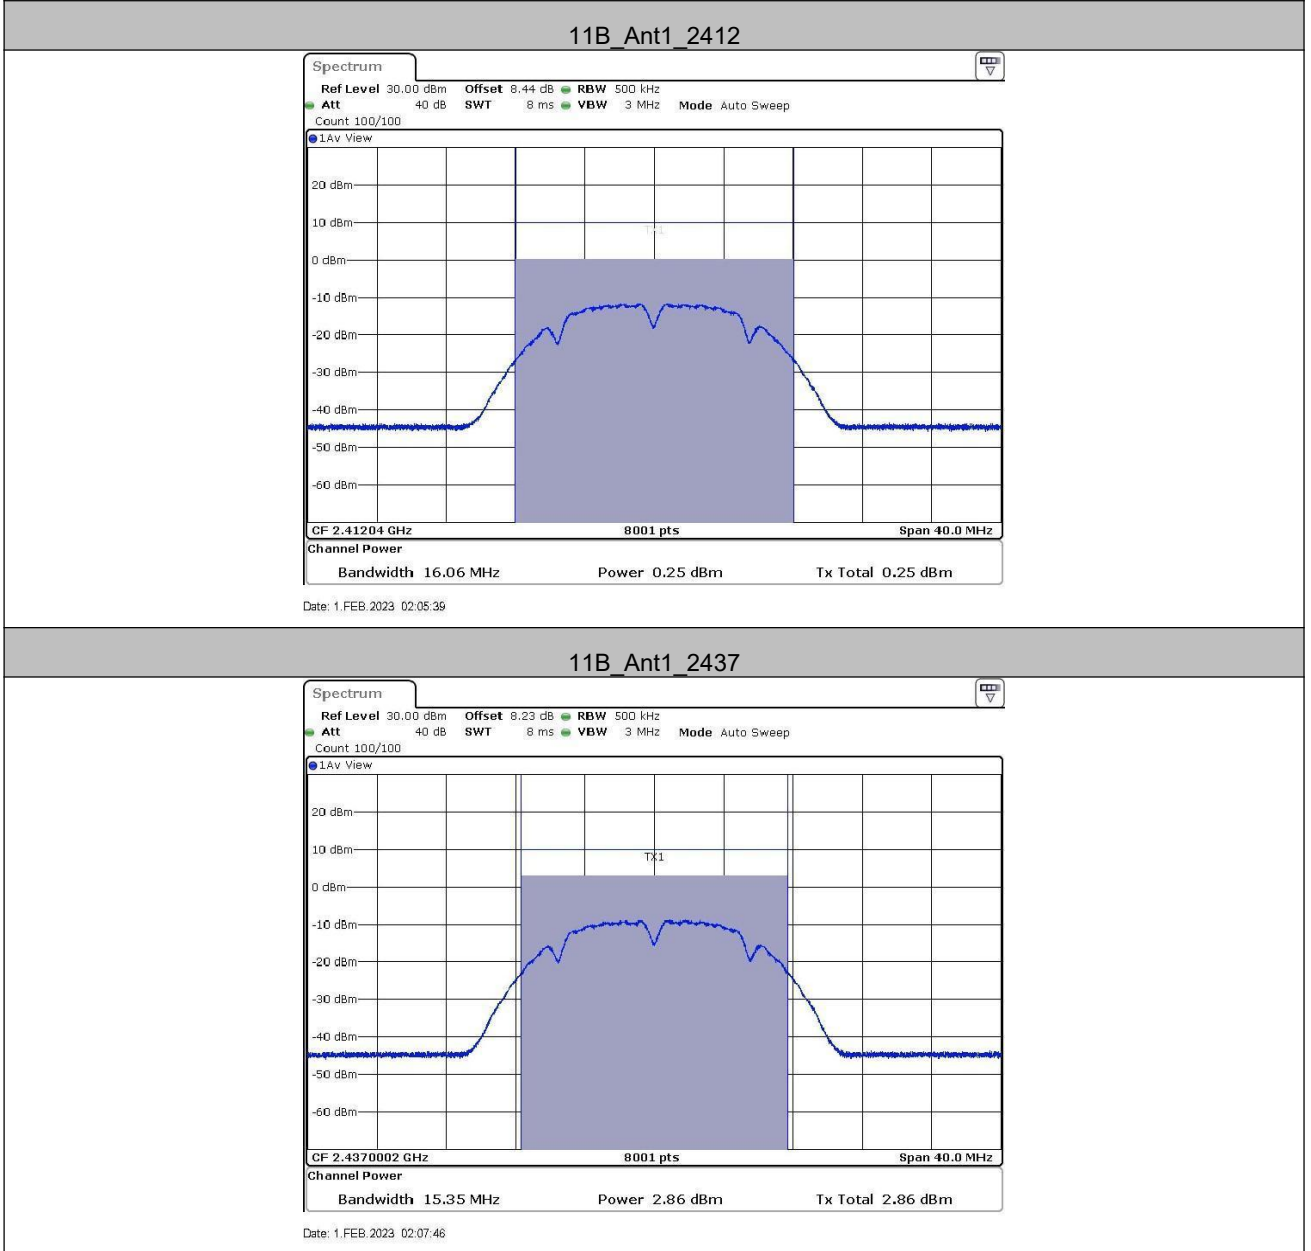 11B_Ant1_2412
Spectrum
Ref Level 30.00 dBm Offset 8.44 dB RBW 500 kHz
Att 40 dB SWT 8 ms VBW 3 MHz Mode Auto Sweep
Count 100/100
1Av View
20 dBm
10 dBm
TX1
0 dBm
-10 dBm
-20 dBm
-30 dBm
-40 dBm
-50 dBm
-60 dBm
CF 2.41204 GHz 8001 pts Span 40.0 MHz
Channel Power
Bandwidth 16.06 MHz Power 0.25 dBm Tx Total 0.25 dBm
Date: 1.FEB.2023 02:05:39
11B_Ant1_2437
Spectrum
Ref Level 30.00 dBm Offset 8.23 dB RBW 500 kHz
Att 40 dB SWT 8 ms VBW 3 MHz Mode Auto Sweep
Count 100/100
1Av View
20 dBm
10 dBm
TX1
0 dBm
-10 dBm
-20 dBm
-30 dBm
-40 dBm
-50 dBm
-60 dBm
CF 2.4370002 GHz 8001 pts Span 40.0 MHz
Channel Power
Bandwidth 15.35 MHz Power 2.86 dBm Tx Total 2.86 dBm
Date: 1.FEB.2023 02:07:46